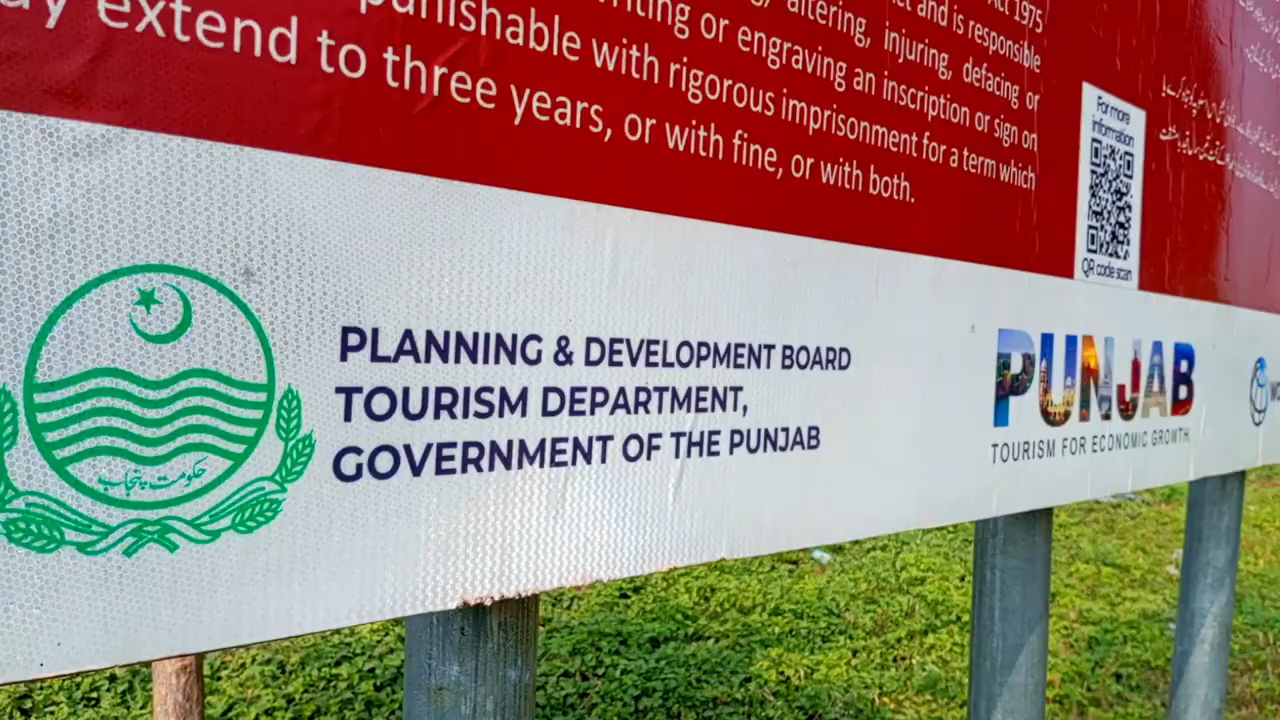 Act 1975
ct and is responsible
altering, injuring, defacing or
writing or engraving an inscription or sign on
punishable with rigorous imprisonment for a term which
ay extend to three years, or with fine, or with both.
For more
information
QR code scan
حکومت پنجاب
PLANNING & DEVELOPMENT BOARD
TOURISM DEPARTMENT,
GOVERNMENT OF THE PUNJAB
PUNJAB
TOURISM FOR ECONOMIC GROWTH